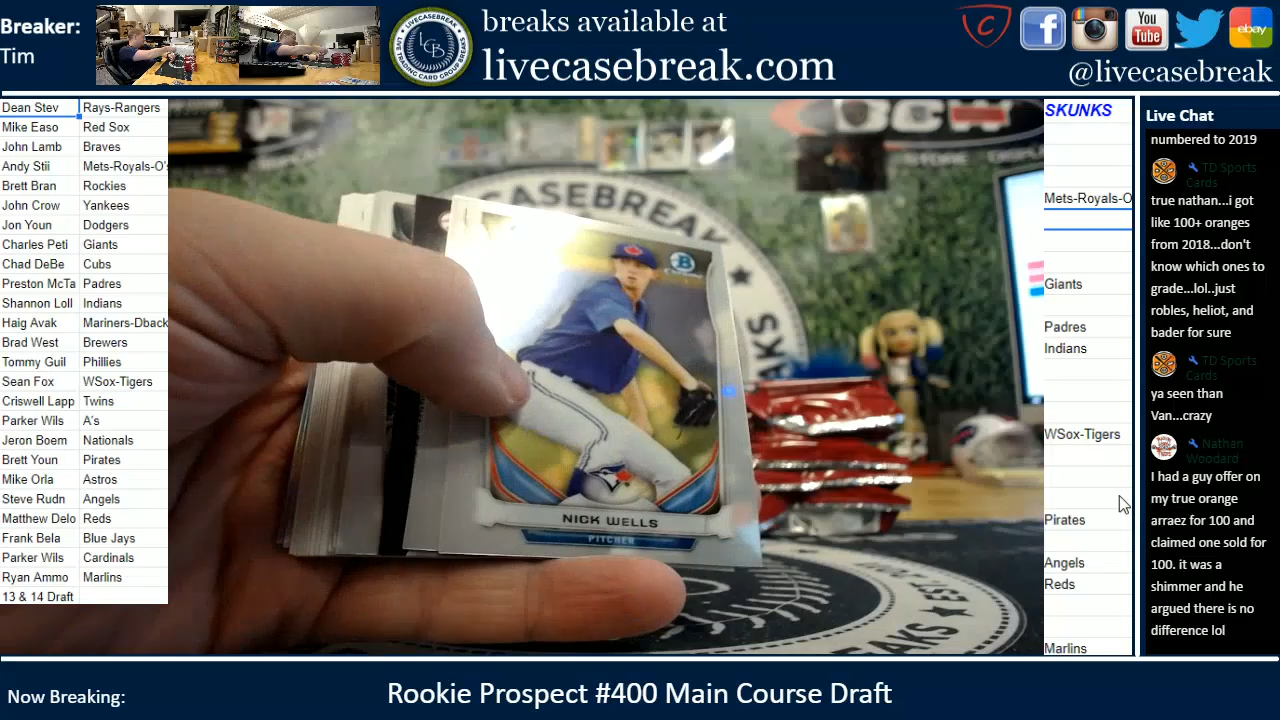 Breaker:
Tim
LIVECASEBREAK
LCB
LIVE TRADING CARD GROUP BREAKS
breaks available at
livecasebreak.com
You
Tube
ebay
@livecasebreak
Dean Stev Rays-Rangers
Mike Easo Red Sox
John Lamb Braves
Andy Stii Mets-Royals-O'
Brett Bran Rockies
John Crow Yankees
Jon Youn Dodgers
Charles Peti Giants
Chad DeBe Cubs
Preston McTa Padres
Shannon Loll Indians
Haig Avak Mariners-Dback
Brad West Brewers
Tommy Guil Phillies
Sean Fox WSox-Tigers
Criswell Lapp Twins
Parker Wils A's
Jeron Boem Nationals
Brett Youn Pirates
Mike Orla Astros
Steve Rudn Angels
Matthew Delo Reds
Frank Bela Blue Jays
Parker Wils Cardinals
Ryan Ammo Marlins
13 & 14 Draft
BCW
CASEBREAK
NICK WELLS
PITCHER
SKUNKS
Mets-Royals-O
Giants
Padres
Indians
WSox-Tigers
Pirates
Angels
Reds
Marlins
Live Chat
numbered to 2019
TD Sports
Cards
true nathan...i got
like 100+ oranges
from 2018...don't
know which ones to
grade...lol..just
robles, heliot, and
bader for sure
TD Sports
Cards
ya seen than
Van...crazy
Nathan
Woodard
I had a guy offer on
my true orange
arraez for 100 and
claimed one sold for
100. it was a
shimmer and he
argued there is no
difference lol
Now Breaking:
Rookie Prospect #400 Main Course Draft